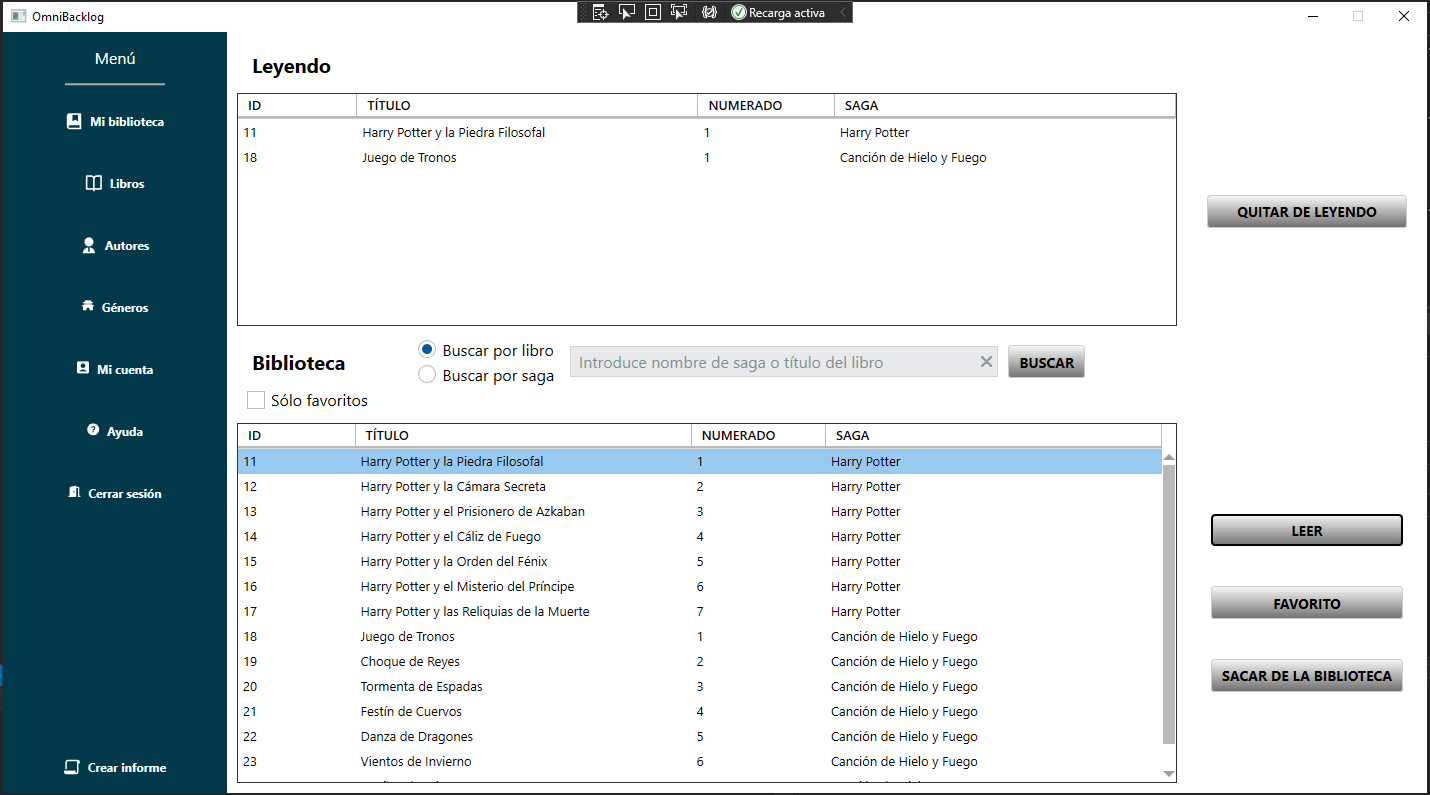 OmniBacklog
Recarga activa
Menú
Mi biblioteca
Libros
Autores
Géneros
Mi cuenta
Ayuda
Cerrar sesión
Crear informe
Leyendo
ID TÍTULO NUMERADO SAGA
11 Harry Potter y la Piedra Filosofal 1 Harry Potter
18 Juego de Tronos 1 Canción de Hielo y Fuego
QUITAR DE LEYENDO
Biblioteca
Buscar por libro
Buscar por saga
Introduce nombre de saga o título del libro
BUSCAR
Sólo favoritos
ID TÍTULO NUMERADO SAGA
11 Harry Potter y la Piedra Filosofal 1 Harry Potter
12 Harry Potter y la Cámara Secreta 2 Harry Potter
13 Harry Potter y el Prisionero de Azkaban 3 Harry Potter
14 Harry Potter y el Cáliz de Fuego 4 Harry Potter
15 Harry Potter y la Orden del Fénix 5 Harry Potter
16 Harry Potter y el Misterio del Príncipe 6 Harry Potter
17 Harry Potter y las Reliquias de la Muerte 7 Harry Potter
18 Juego de Tronos 1 Canción de Hielo y Fuego
19 Choque de Reyes 2 Canción de Hielo y Fuego
20 Tormenta de Espadas 3 Canción de Hielo y Fuego
21 Festín de Cuervos 4 Canción de Hielo y Fuego
22 Danza de Dragones 5 Canción de Hielo y Fuego
23 Vientos de Invierno 6 Canción de Hielo y Fuego
LEER
FAVORITO
SACAR DE LA BIBLIOTECA